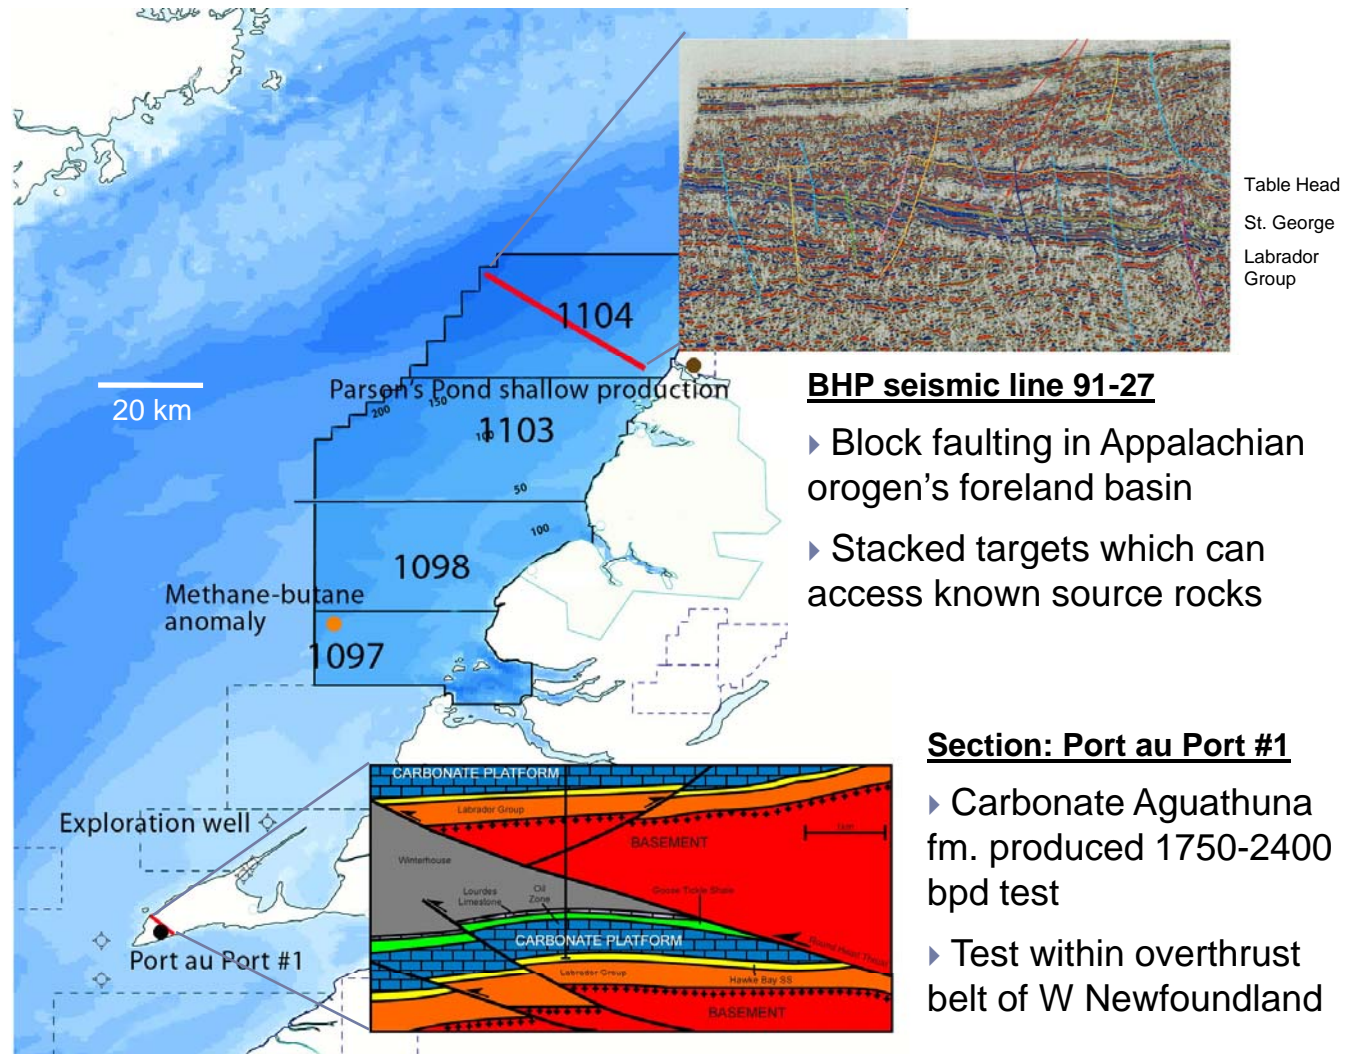 Table Head
St. George
Labrador
Group
1104
Parson's Pond shallow production
20 km
200
150
100
1103
50
100
1098
Methane-butane
anomaly
1097
BHP seismic line 91-27
Block faulting in Appalachian
orogen's foreland basin
Stacked targets which can
access known source rocks
Exploration well
Port au Port #1
CARBONATE PLATFORM
Labrador Group
1km
BASEMENT
Winterhouse
Lourdes
Limestone
Oil
Zone
Goose Tickle Shale
CARBONATE PLATFORM
Round Head Thrust
Labrador Group
Hawke Bay SS
BASEMENT
Section: Port au Port #1
Carbonate Aguathuna
fm. produced 1750-2400
bpd test
Test within overthrust
belt of W Newfoundland